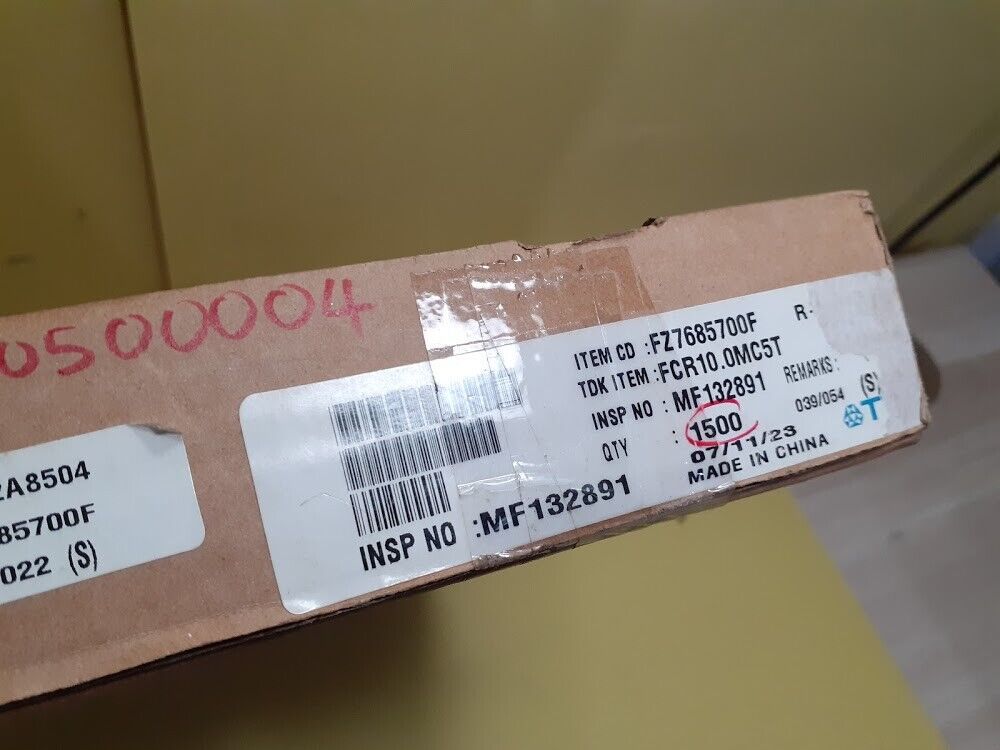 0500004
2A8504
85700F
022 (S)
ITEM CD :FZ7685700F R-
TDK ITEM :FCR10.0MC5T
INSP NO : MF132891 REMARKS :
QTY : 1500 039/054 (S)
07/11/23
MADE IN CHINA
T
INSP NO :MF132891